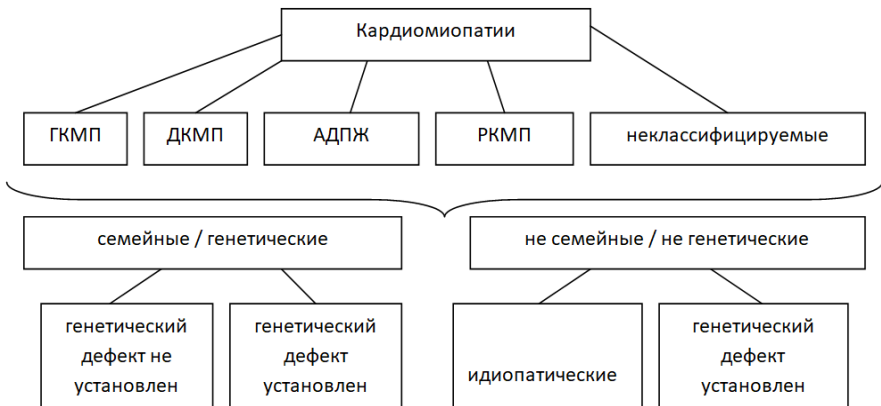 Кардиомиопатии
ГКМП
ДКМП
АДПЖ
РКМП
неклассифицируемые
семейные / генетические
не семейные / не генетические
генетический
дефект не
установлен
генетический
дефект
установлен
идиопатические
генетический
дефект
установлен